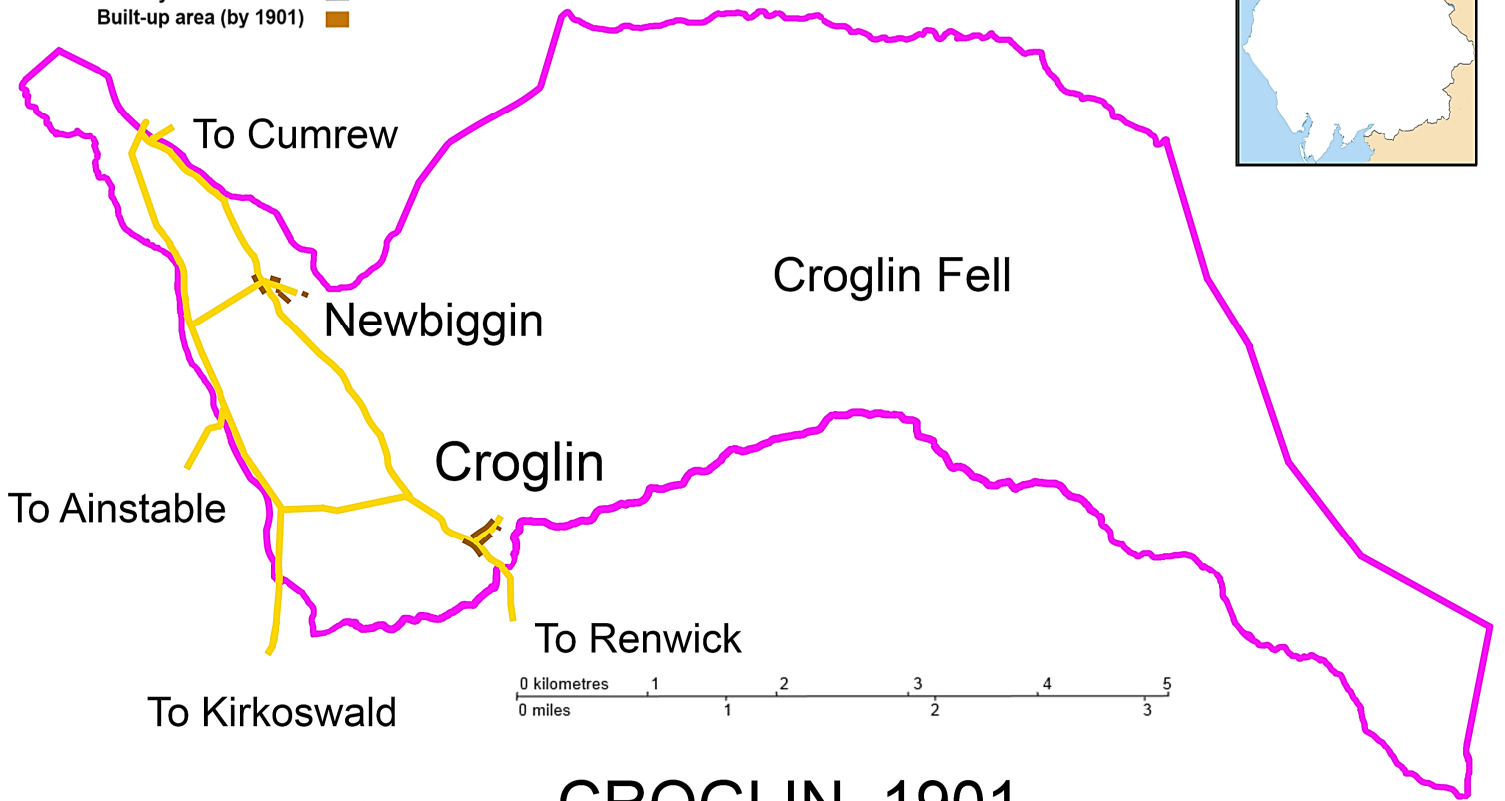 Built-up area (by 1901)
To Cumrew
Croglin Fell
Newbiggin
Croglin
To Ainstable
To Renwick
0 kilometres 1 2 3 4 5
0 miles 1 2 3
To Kirkoswald
CROGLIN, 1901